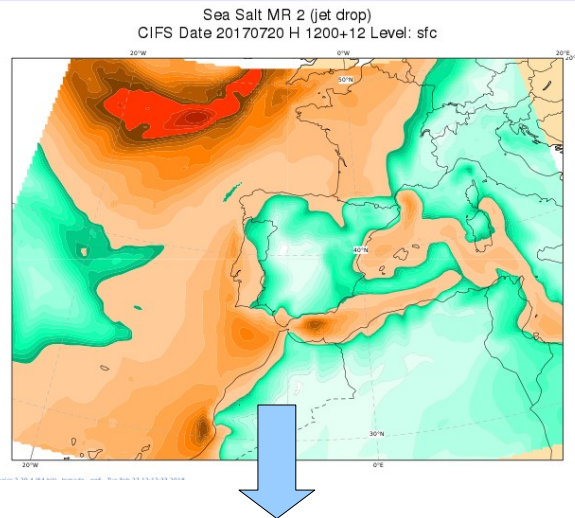 Sea Salt MR 2 (jet drop)
CIFS Date 20170720 H 1200+12 Level: sfc
20°W 0°W 20°E
50°N
40°N
30°N
20°W 0°E